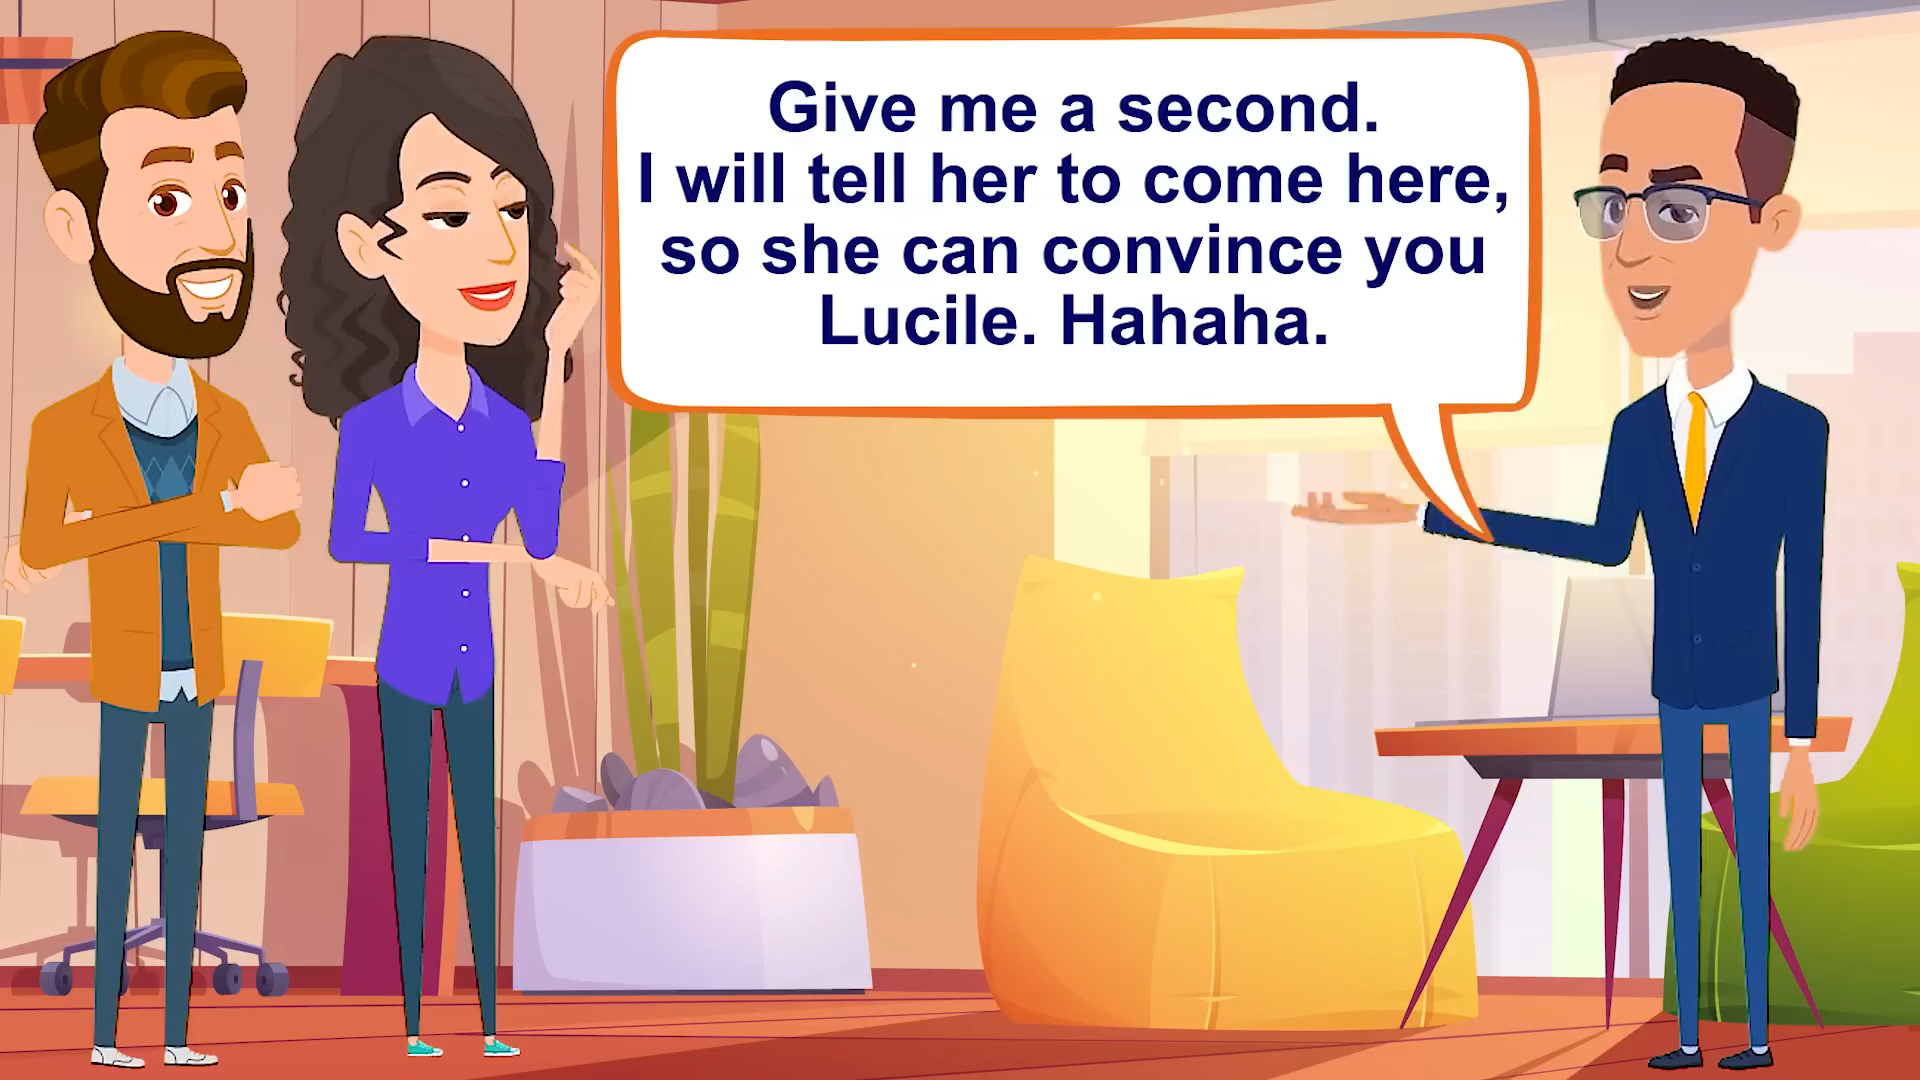 Give me a second.
I will tell her to come here,
so she can convince you
Lucile. Hahaha.